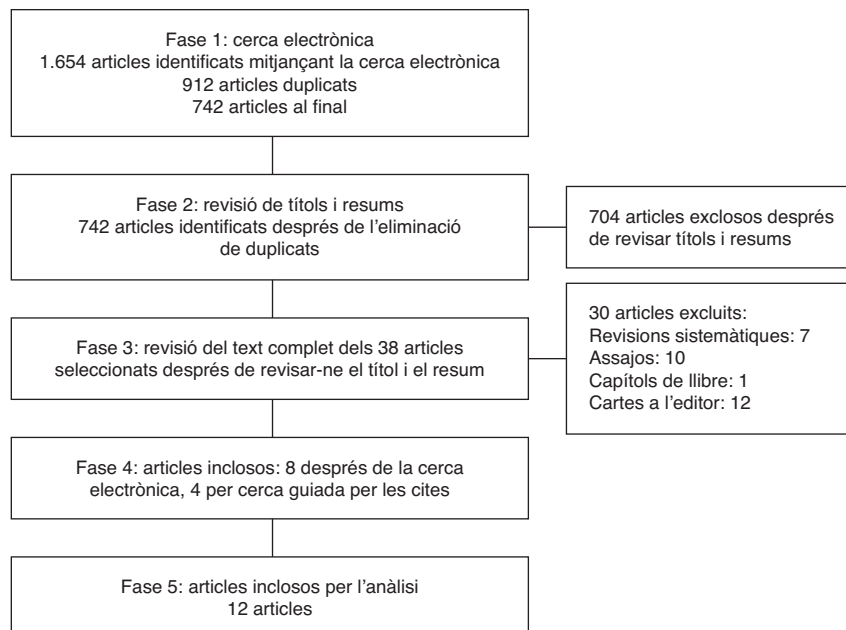 Fase 1: cerca electrònica
1.654 articles identificats mitjançant la cerca electrònica
912 articles duplicats
742 articles al final
Fase 2: revisió de títols i resums
742 articles identificats després de l’eliminació
de duplicats
704 articles exclosos després
de revisar títols i resums
Fase 3: revisió del text complet dels 38 articles
seleccionats després de revisar-ne el títol i el resum
30 articles excluits:
Revisions sistemàtiques: 7
Assajos: 10
Capítols de llibre: 1
Cartes a l’editor: 12
Fase 4: articles inclosos: 8 després de la cerca
electrònica, 4 per cerca guiada per les cites
Fase 5: articles inclosos per l’anàlisi
12 articles